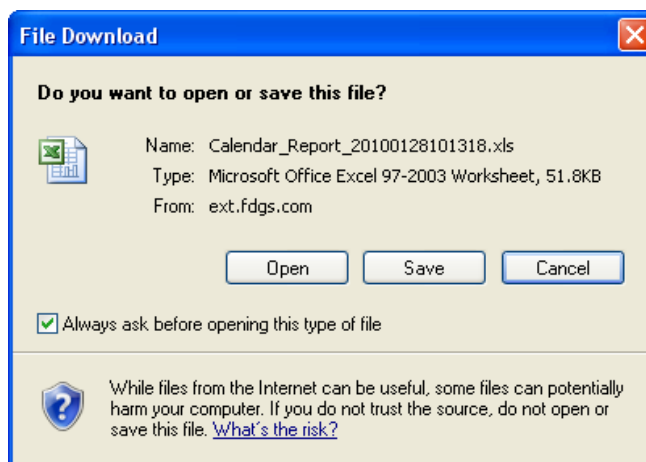 File Download
Do you want to open or save this file?
Name: Calendar_Report_20100128101318.xls
Type: Microsoft Office Excel 97-2003 Worksheet, 51.8KB
From: ext.fdgs.com
Open Save Cancel
Always ask before opening this type of file
While files from the Internet can be useful, some files can potentially
harm your computer. If you do not trust the source, do not open or
save this file. What's the risk?